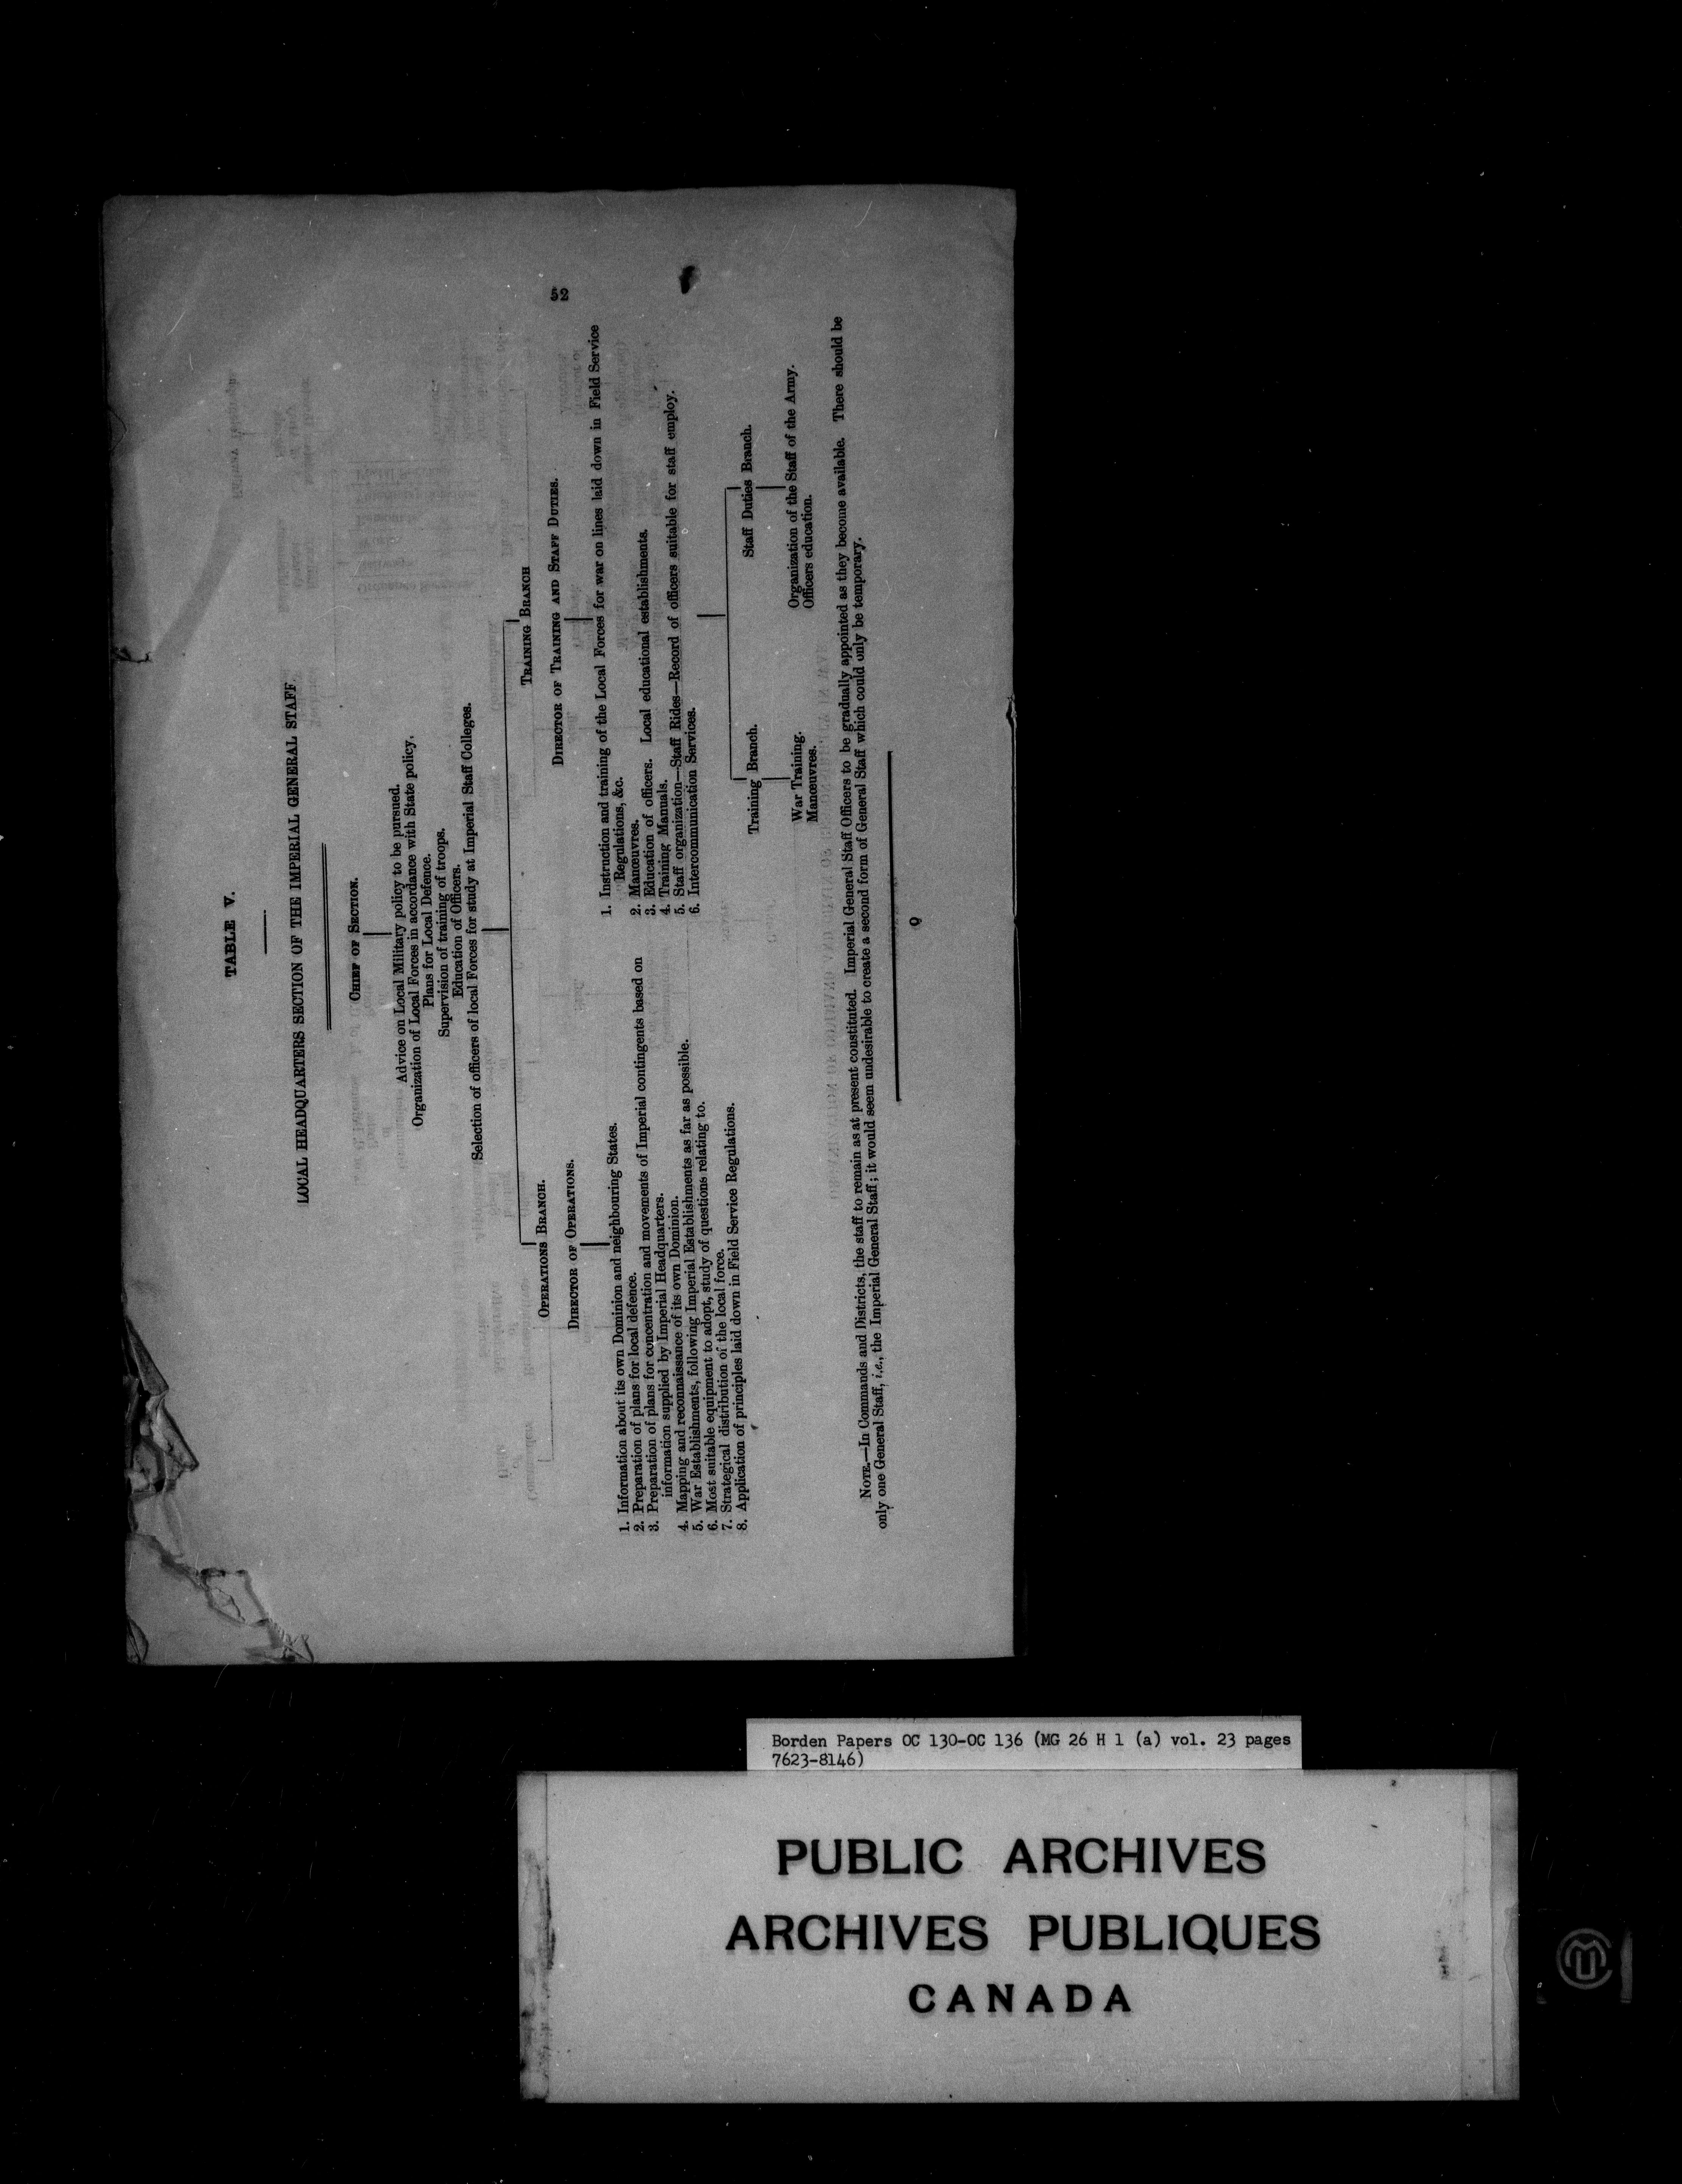 52
TABLE V.
LOCAL HEADQUARTERS SECTION OF THE IMPERIAL GENERAL STAFF.
CHIEF OF SECTION.
Advice on Local Military policy to be pursued.
Organization of Local Forces in accordance with State policy.
Plans for Local Defence.
Supervision of training of troops.
Education of Officers.
Selection of officers of local Forces for study at Imperial Staff Colleges.
OPERATIONS BRANCH.
DIRECTOR OF OPERATIONS.
1. Information about its own Dominion and neighbouring States.
2. Preparation of plans for local defence.
3. Preparation of plans for concentration and movements of Imperial contingents based on
information supplied by Imperial Headquarters.
4. Mapping and reconnaissance of its own Dominion.
5. War Establishments, following Imperial Establishments as far as possible.
6. Most suitable equipment to adopt, study of questions relating to.
7. Strategical distribution of the local force.
8. Application of principles laid down in Field Service Regulations.
TRAINING BRANCH
DIRECTOR OF TRAINING AND STAFF DUTIES.
1. Instruction and training of the Local Forces for war on lines laid down in Field Service
Regulations, &c.
2. Manœuvres.
3. Education of officers. Local educational establishments.
4. Training Manuals.
5. Staff organization—Staff Rides—Record of officers suitable for staff employ.
6. Intercommunication Services.
Training Branch.
War Training.
Manœuvres.
Staff Duties Branch.
Organization of the Staff of the Army.
Officers education.
NOTE.—In Commands and Districts, the staff to remain as at present constituted. Imperial General Staff Officers to be gradually appointed as they become available. There should be
only one General Staff, i.e., the Imperial General Staff; it would seem undesirable to create a second form of General Staff which could only be temporary.
Q
Borden Papers OC 130-OC 136 (MG 26 H 1 (a) vol. 23 pages
7623-8146)
PUBLIC ARCHIVES
ARCHIVES PUBLIQUES
CANADA